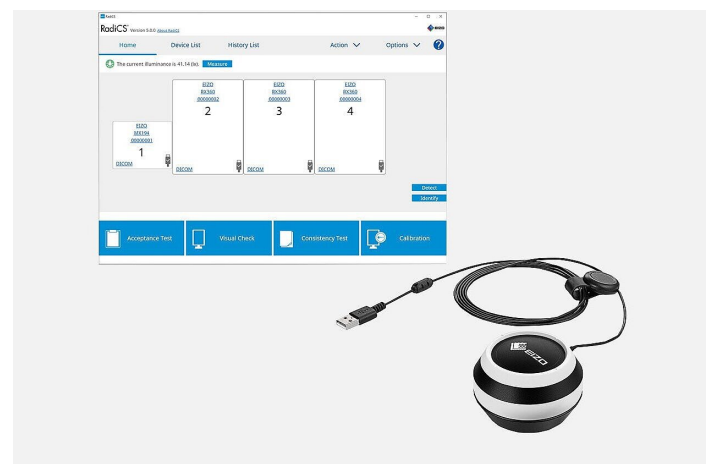 RadiCS
RadiCS® Version 5.0.0 About RadiCS
EIZO
Home Device List History List Action Options ?
The current illuminance is 41.14 (lx). Measure
EIZO
MX194
00000001
1
DICOM
EIZO
RX360
00000002
2
DICOM
EIZO
RX360
00000003
3
DICOM
EIZO
RX360
00000004
4
DICOM
Detect
Identify
Acceptance Test Visual Check Consistency Test Calibration
EIZO